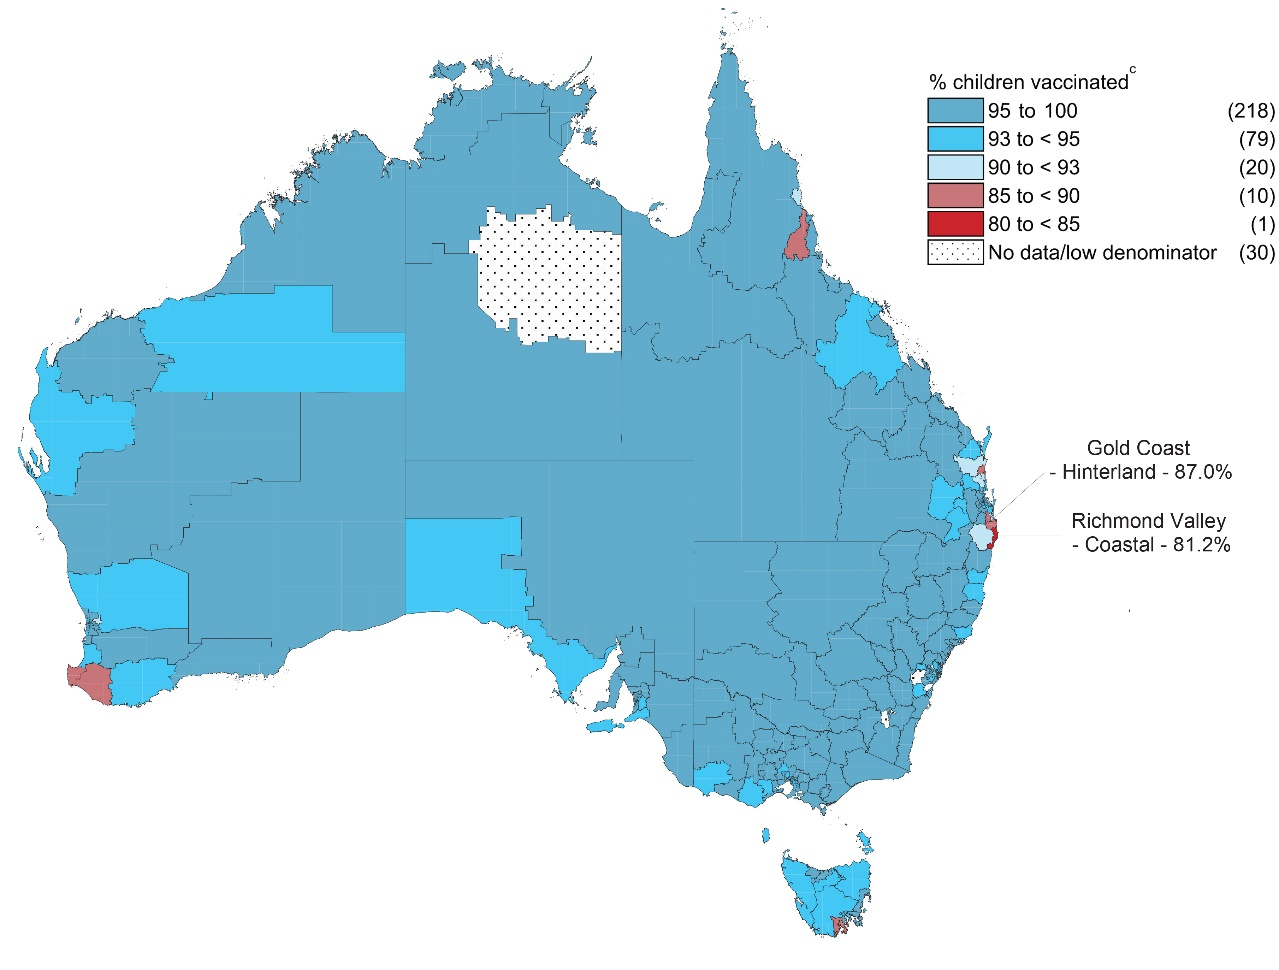 % children vaccinated c
95 to 100 (218)
93 to < 95 (79)
90 to < 93 (20)
85 to < 90 (10)
80 to < 85 (1)
No data/low denominator (30)
Gold Coast
- Hinterland - 87.0%
Richmond Valley
- Coastal - 81.2%